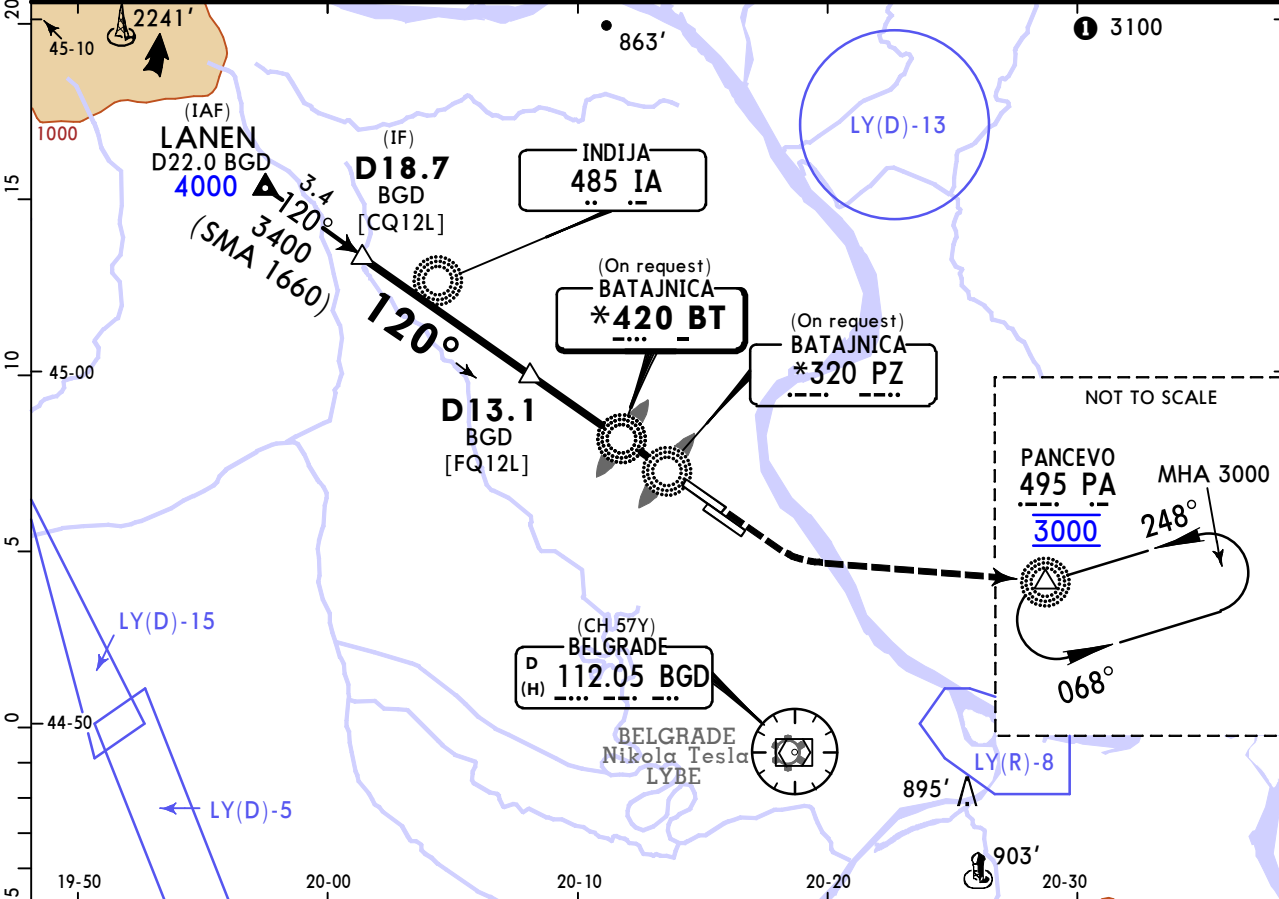 20
45-10
2241'
863'
❶ 3100
1000
(IAF)
LANEN
D22.0 BGD
4000
3.4
120°
3400
(SMA 1660)
(IF)
D18.7
BGD
[CQ12L]
INDIJA
485 IA
LY(D)-13
15
120°
(On request)
BATAJNICA
*420 BT
(On request)
BATAJNICA
*320 PZ
10
45-00
D13.1
BGD
[FQ12L]
NOT TO SCALE
PANCEVO
495 PA
3000
MHA 3000
248°
068°
5
LY(D)-15
(CH 57Y)
BELGRADE
D
(H)
112.05 BGD
0
44-50
BELGRADE
Nikola Tesla
LYBE
LY(R)-8
895'
LY(D)-5
903'
5
19-50
20-00
20-10
20-20
20-30